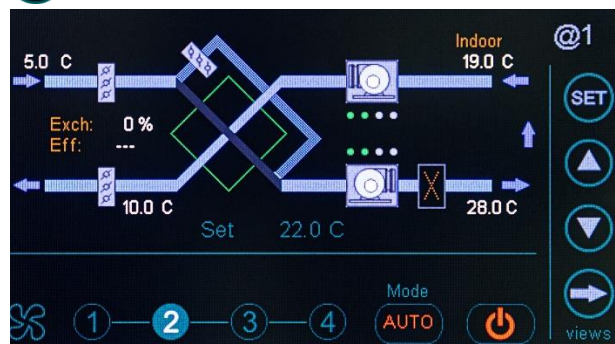 @1
Indoor
5.0 C
19.0 C
SET
Exch: 0 %
Eff: ---
10.0 C
28.0 C
Set 22.0 C
Mode
1 2 3 4 AUTO
views